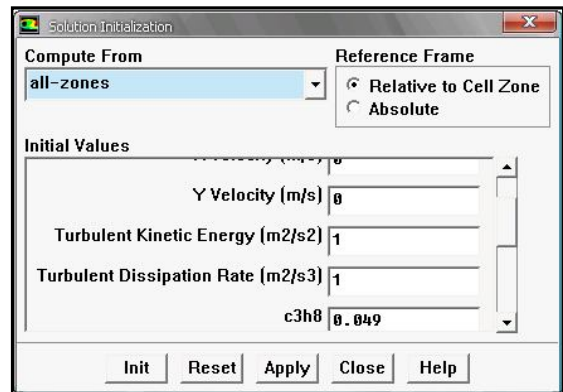 Solution Initialization
Compute From
all-zones
Reference Frame
Relative to Cell Zone
Absolute
Initial Values
Y Velocity (m/s) 0
Turbulent Kinetic Energy (m2/s2) 1
Turbulent Dissipation Rate (m2/s3) 1
c3h8 0.049
Init Reset Apply Close Help